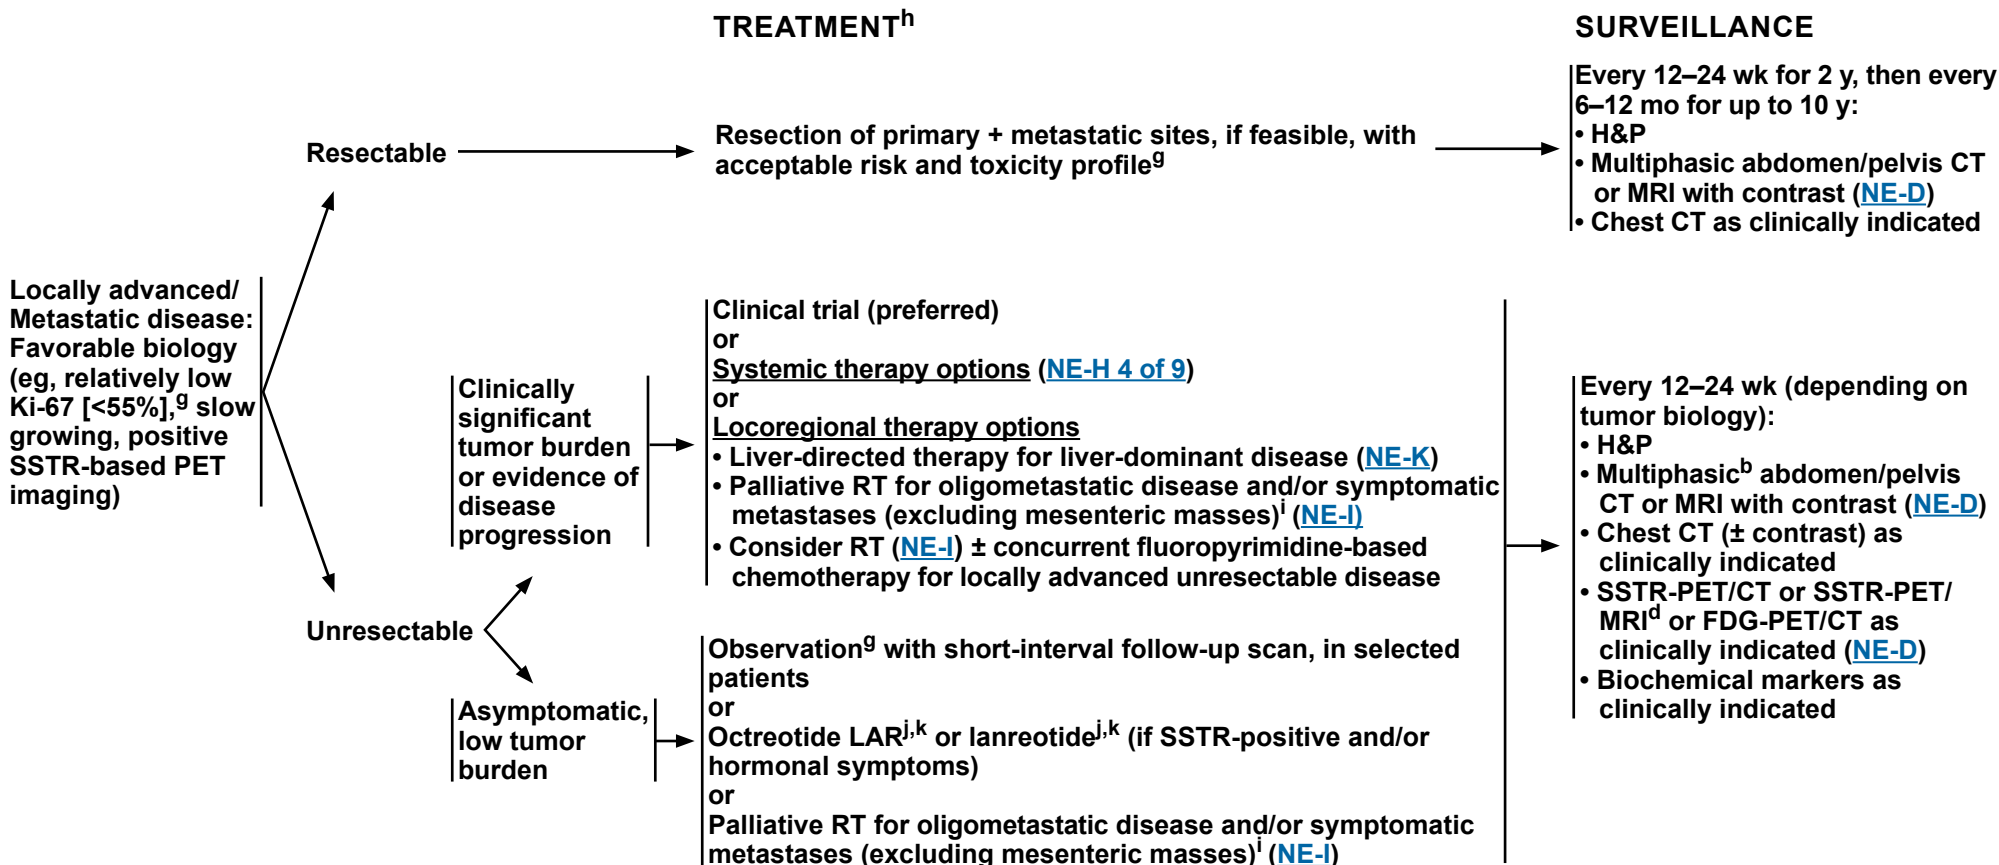 TREATMENTh
SURVEILLANCE
Locally advanced/
Metastatic disease:
Favorable biology
(eg, relatively low
Ki-67 [<55%],g slow
growing, positive
SSTR-based PET
imaging)
Resectable
Resection of primary + metastatic sites, if feasible, with
acceptable risk and toxicity profileg
Every 12–24 wk for 2 y, then every
6–12 mo for up to 10 y:
• H&P
• Multiphasic abdomen/pelvis CT
or MRI with contrast (NE-D)
• Chest CT as clinically indicated
Unresectable
Clinically
significant
tumor burden
or evidence of
disease
progression
Clinical trial (preferred)
or
Systemic therapy options (NE-H 4 of 9)
or
Locoregional therapy options
• Liver-directed therapy for liver-dominant disease (NE-K)
• Palliative RT for oligometastatic disease and/or symptomatic
metastases (excluding mesenteric masses)i (NE-I)
• Consider RT (NE-I) ± concurrent fluoropyrimidine-based
chemotherapy for locally advanced unresectable disease
Asymptomatic,
low tumor
burden
Observationg with short-interval follow-up scan, in selected
patients
or
Octreotide LARj,k or lanreotidej,k (if SSTR-positive and/or
hormonal symptoms)
or
Palliative RT for oligometastatic disease and/or symptomatic
metastases (excluding mesenteric masses)i (NE-I)
Every 12–24 wk (depending on
tumor biology):
• H&P
• Multiphasicb abdomen/pelvis
CT or MRI with contrast (NE-D)
• Chest CT (± contrast) as
clinically indicated
• SSTR-PET/CT or SSTR-PET/
MRId or FDG-PET/CT as
clinically indicated (NE-D)
• Biochemical markers as
clinically indicated